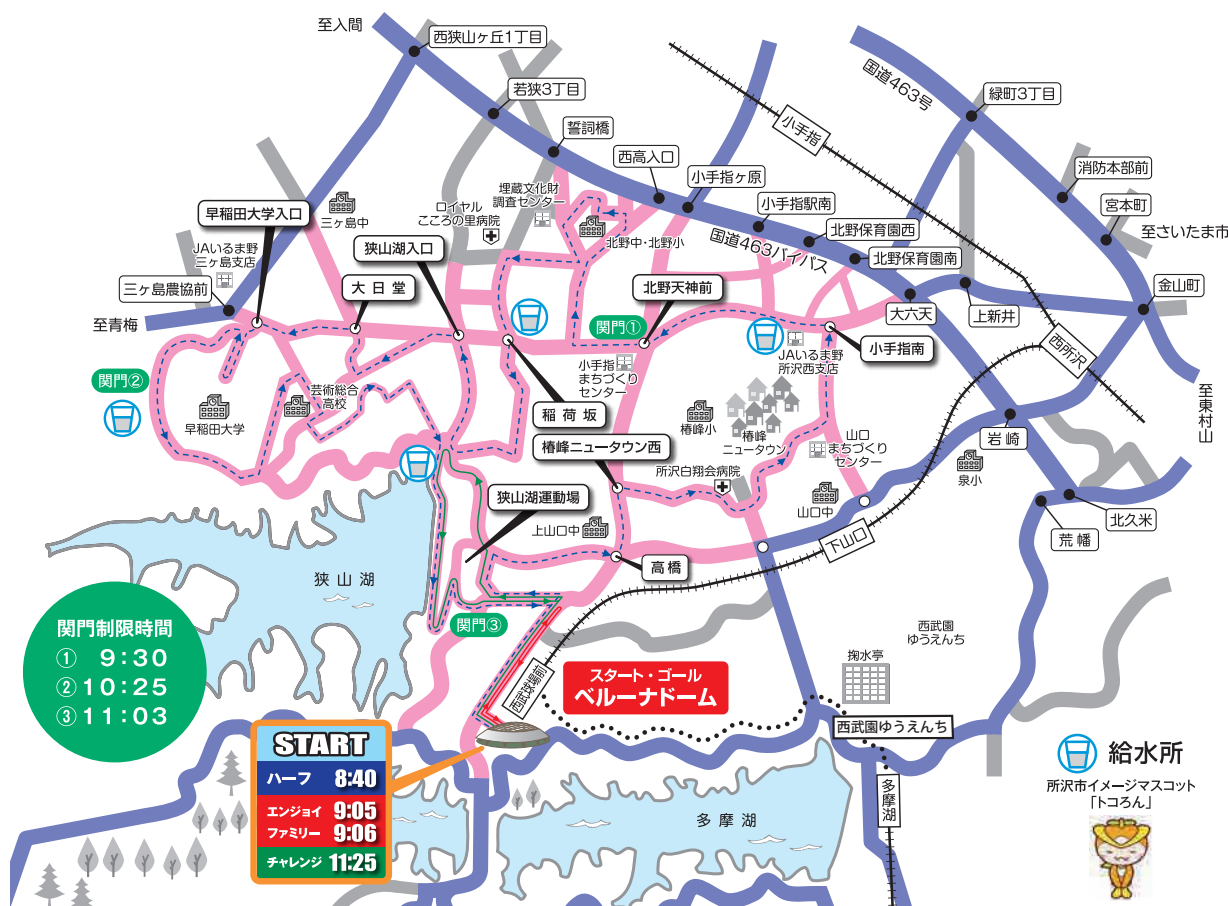 至入間
西狭山ヶ丘1丁目
若狭3丁目
誓詞橋
西高入口
小手指ヶ原
小手指駅南
北野保育園西
北野保育園南
国道463バイパス
国道463号
小手指
緑町3丁目
消防本部前
宮本町
至さいたま市
金山町
上新井
大六天
西所沢
至東村山
早稲田大学入口
三ヶ島中
JAいるま野
三ヶ島支店
三ヶ島農協前
至青梅
大日堂
狭山湖入口
ロイヤル
こころの里病院
埋蔵文化財
調査センター
北野中・北野小
北野天神前
関門①
小手指
まちづくり
センター
JAいるま野
所沢西支店
小手指南
関門②
早稲田大学
芸術総合
高校
稲荷坂
椿峰ニュータウン西
椿峰小
椿峰
ニュータウン
山口
まちづくり
センター
所沢白翔会病院
山口中
岩崎
泉小
北久米
荒幡
下山口
狭山湖運動場
上山口中
高橋
狭山湖
関門③
関門制限時間
① 9:30
② 10:25
③ 11:03
西武球場前
スタート・ゴール
ベルーナドーム
西武園
ゆうえんち
掬水亭
西武園ゆうえんち
START
ハーフ 8:40
エンジョイ 9:05
ファミリー 9:06
チャレンジ 11:25
多摩湖
多摩湖
給水所
所沢市イメージマスコット
「トコろん」